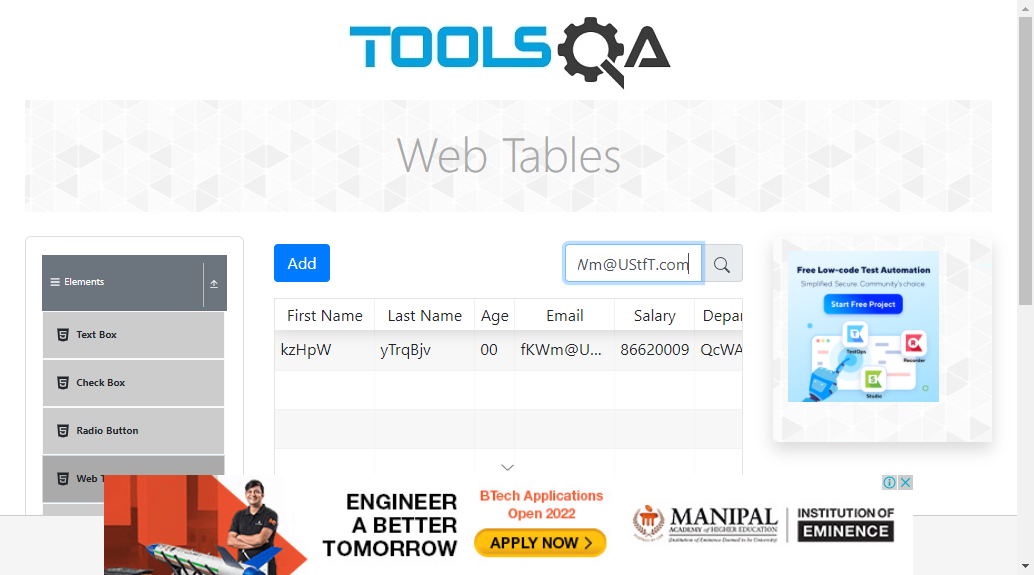 TOOLSQA
Web Tables
Elements
Text Box
Check Box
Radio Button
Web T
Add
Wm@UStfT.com
First Name Last Name Age Email Salary Depar
kzHpW yTrqBjv 00 fKWm@U... 86620009 QcWA
Free Low-code Test Automation
Simplified. Secure. Community's choice
Start Free Project
TestOps
Recorder
Studio
ENGINEER
A BETTER
TOMORROW
BTech Applications
Open 2022
APPLY NOW
MANIPAL
ACADEMY of HIGHER EDUCATION
INSTITUTION OF
EMINENCE